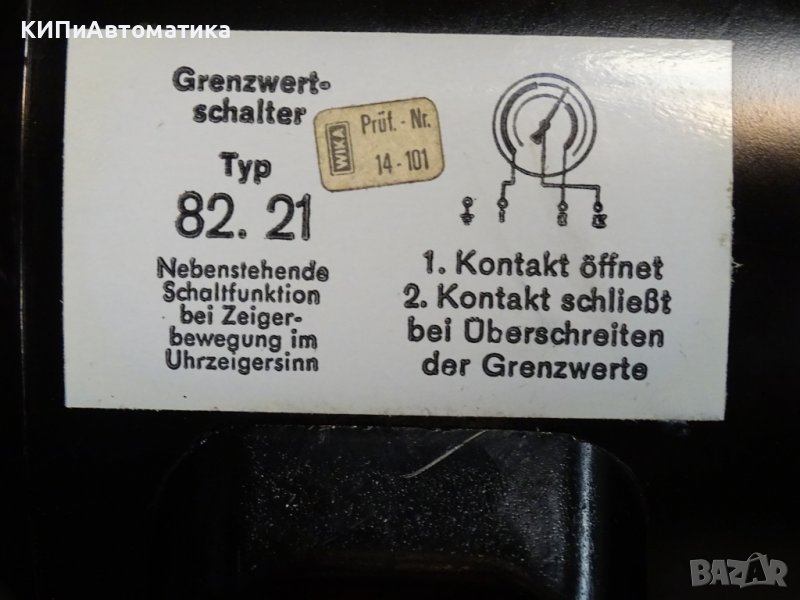 КИПиАвтоматика
Grenzwert-
schalter
Typ
82. 21
Nebenstehende
Schaltfunktion
bei Zeiger-
bewegung im
Uhrzeigersinn
WIKA
Prüf. - Nr.
14 - 101
1. Kontakt öffnet
2. Kontakt schließt
bei Überschreiten
der Grenzwerte
BAZAR